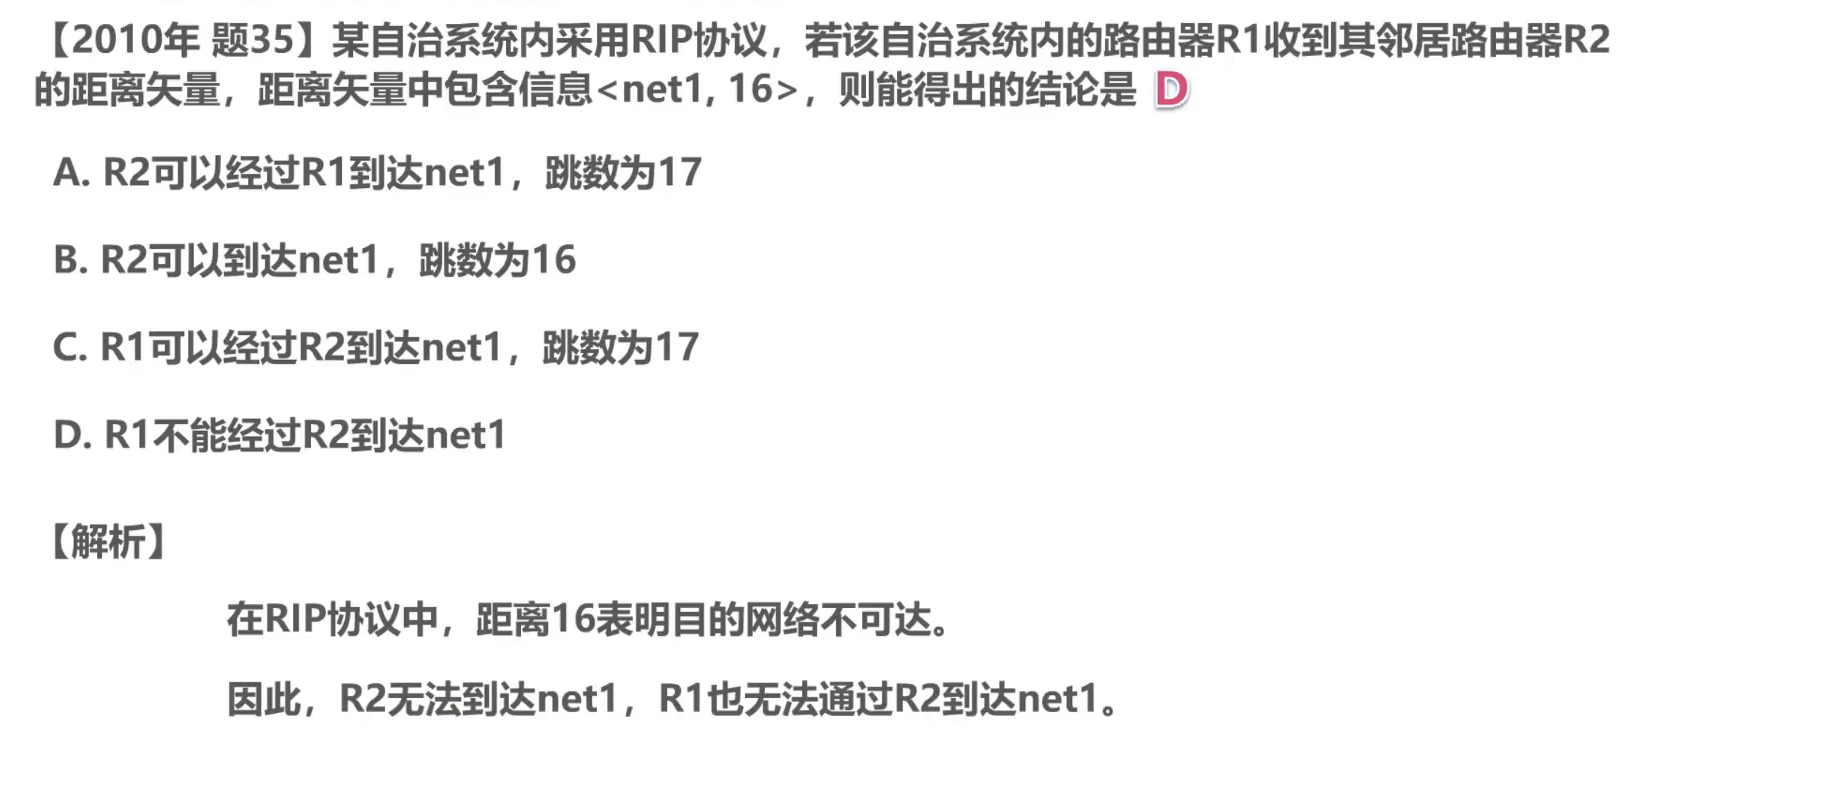 【2010年 题35】某自治系统内采用RIP协议，若该自治系统内的路由器R1收到其邻居路由器R2
的距离矢量，距离矢量中包含信息<net1, 16>，则能得出的结论是 D
A. R2可以经过R1到达net1，跳数为17
B. R2可以到达net1，跳数为16
C. R1可以经过R2到达net1，跳数为17
D. R1不能经过R2到达net1
【解析】
在RIP协议中，距离16表明目的网络不可达。
因此，R2无法到达net1，R1也无法通过R2到达net1。